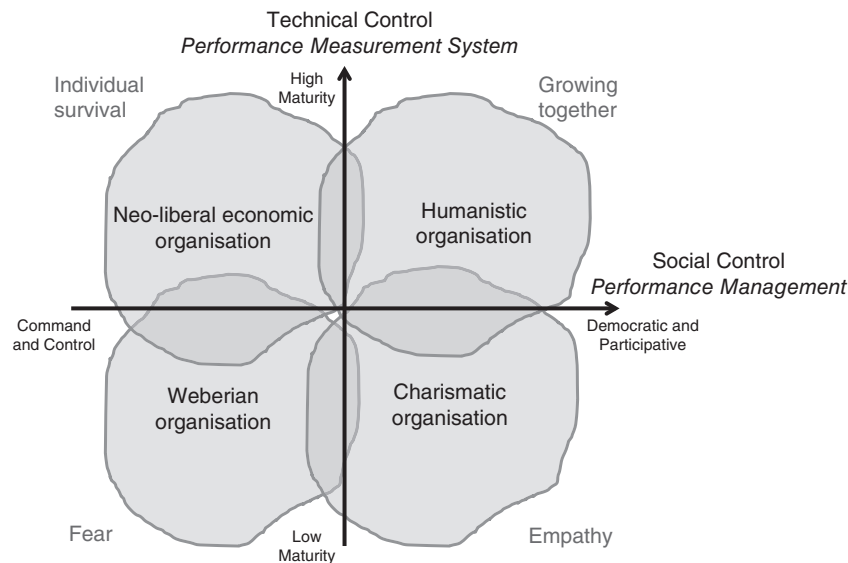 Technical Control
Performance Measurement System
Individual
survival
High
Maturity
Growing
together
Neo-liberal economic
organisation
Humanistic
organisation
Social Control
Performance Management
Command
and Control
Democratic and
Participative
Weberian
organisation
Charismatic
organisation
Fear
Low
Maturity
Empathy